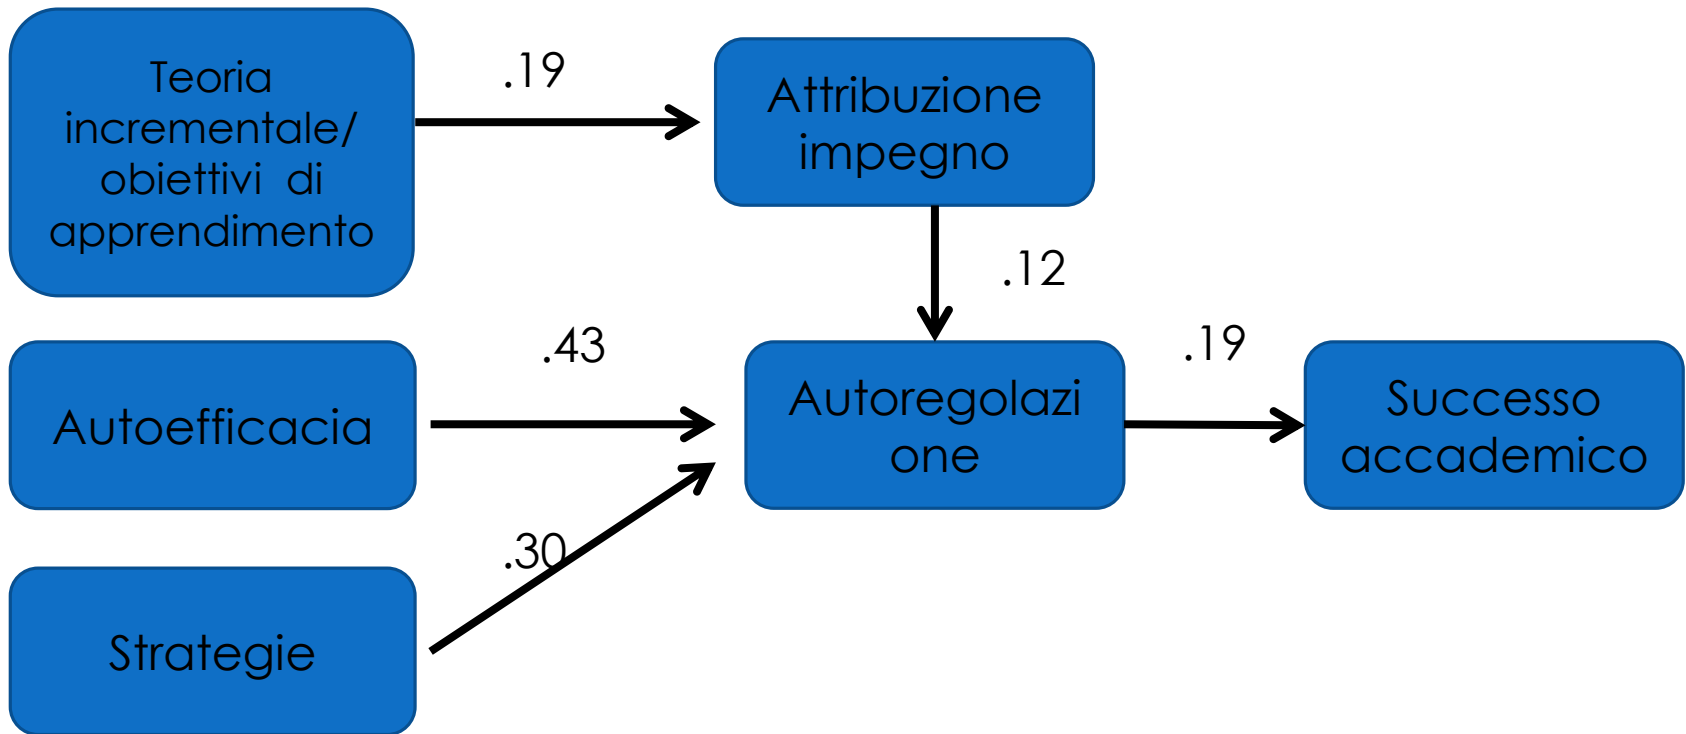 Teoria
incrementale/
obiettivi di
apprendimento
.19
Attribuzione
impegno
.12
Autoefficacia
.43
Autoregolazi
one
.19
Successo
accademico
.30
Strategie